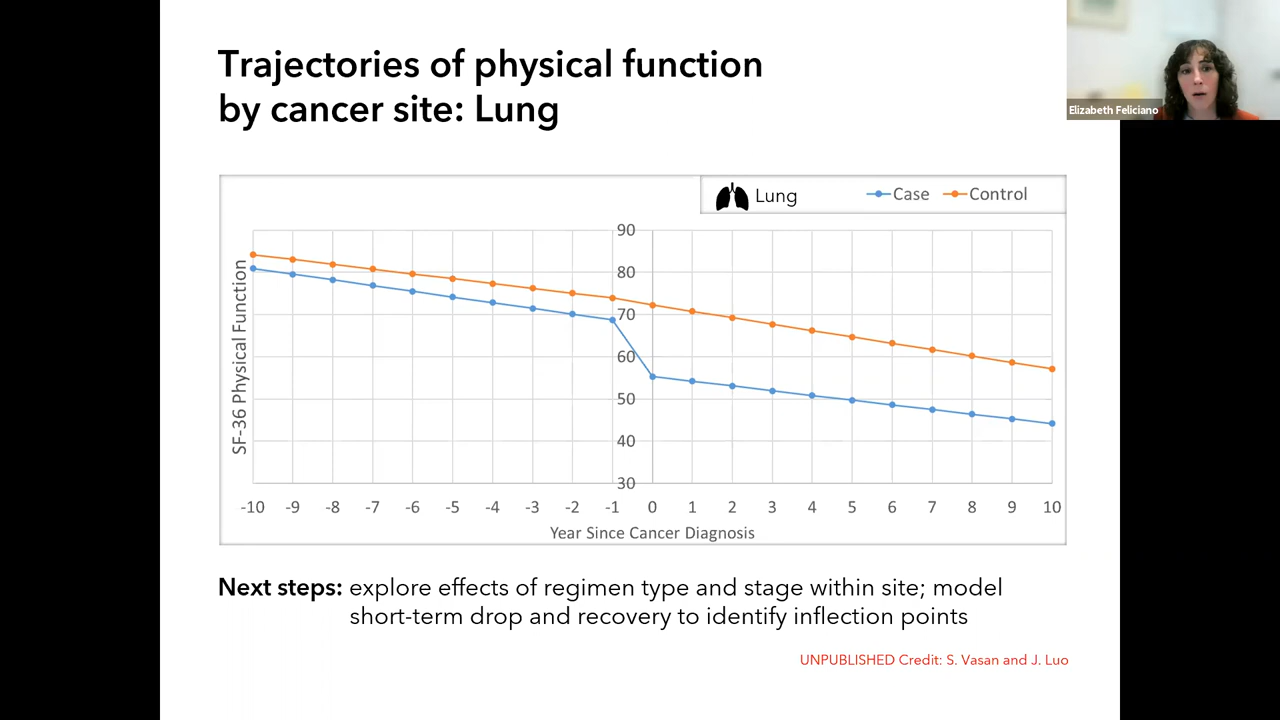 Trajectories of physical function
by cancer site: Lung
Elizabeth Feliciano
Lung
Case
Control
SF-36 Physical Function
90
80
70
60
50
40
30
-10 -9 -8 -7 -6 -5 -4 -3 -2 -1 0 1 2 3 4 5 6 7 8 9 10
Year Since Cancer Diagnosis
Next steps: explore effects of regimen type and stage within site; model
short-term drop and recovery to identify inflection points
UNPUBLISHED Credit: S. Vasan and J. Luo